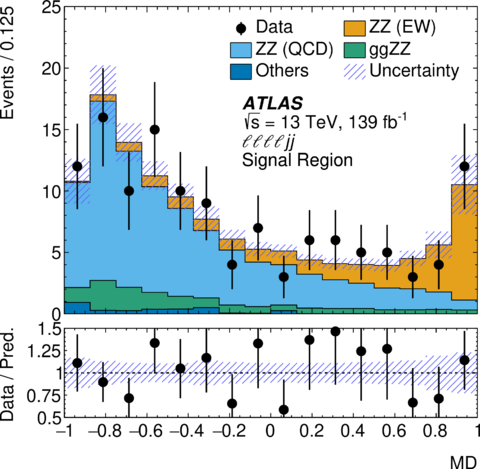 Events / 0.125
25
20
15
10
5
0
Data
ZZ (EW)
ZZ (QCD)
ggZZ
Others
Uncertainty
ATLAS
√s = 13 TeV, 139 fb⁻¹
ℓℓℓℓjj
Signal Region
Data / Pred.
1.5
1.25
1
0.75
0.5
−1 −0.8 −0.6 −0.4 −0.2 0 0.2 0.4 0.6 0.8 1
MD